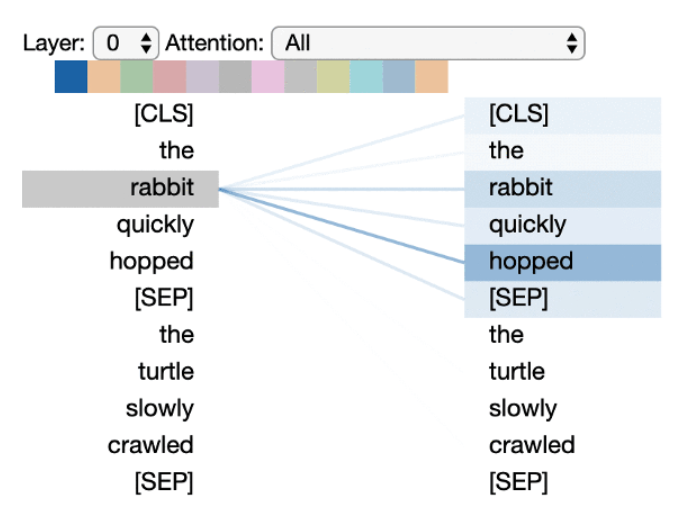 Layer: 0 Attention: All
[CLS] [CLS]
the the
rabbit rabbit
quickly quickly
hopped hopped
[SEP] [SEP]
the the
turtle turtle
slowly slowly
crawled crawled
[SEP] [SEP]